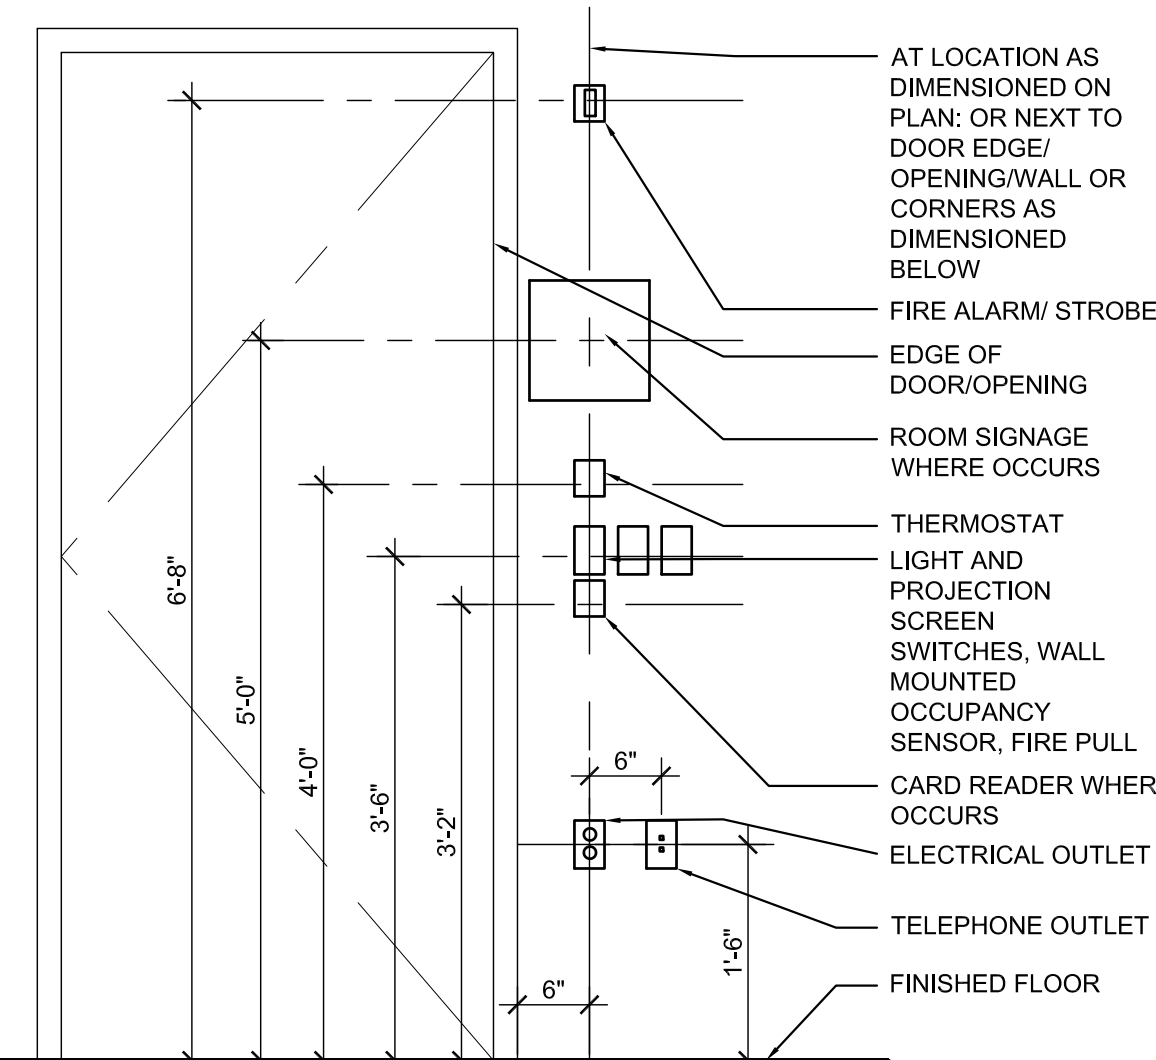 AT LOCATION AS
DIMENSIONED ON
PLAN: OR NEXT TO
DOOR EDGE/
OPENING/WALL OR
CORNERS AS
DIMENSIONED
BELOW
FIRE ALARM/ STROBE
EDGE OF
DOOR/OPENING
ROOM SIGNAGE
WHERE OCCURS
THERMOSTAT
LIGHT AND
PROJECTION
SCREEN
SWITCHES, WALL
MOUNTED
OCCUPANCY
SENSOR, FIRE PULL
CARD READER WHER
OCCURS
ELECTRICAL OUTLET
TELEPHONE OUTLET
FINISHED FLOOR
6'-8"
5'-0"
4'-0"
3'-6"
3'-2"
6"
1'-6"
6"